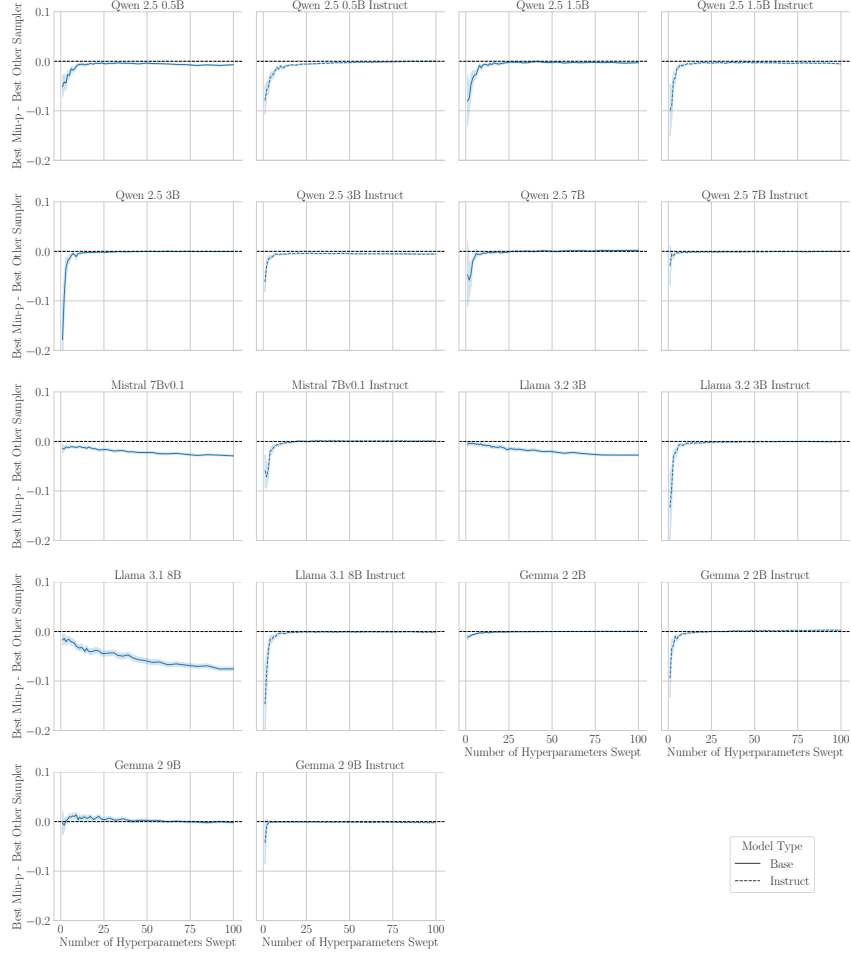 Qwen 2.5 0.5B
Qwen 2.5 0.5B Instruct
Qwen 2.5 1.5B
Qwen 2.5 1.5B Instruct
Best Min-p - Best Other Sampler
0.1
0.0
−0.1
−0.2
Qwen 2.5 3B
Qwen 2.5 3B Instruct
Qwen 2.5 7B
Qwen 2.5 7B Instruct
Best Min-p - Best Other Sampler
0.1
0.0
−0.1
−0.2
Mistral 7Bv0.1
Mistral 7Bv0.1 Instruct
Llama 3.2 3B
Llama 3.2 3B Instruct
Best Min-p - Best Other Sampler
0.1
0.0
−0.1
−0.2
Llama 3.1 8B
Llama 3.1 8B Instruct
Gemma 2 2B
Gemma 2 2B Instruct
Best Min-p - Best Other Sampler
0.1
0.0
−0.1
−0.2
0 25 50 75 100
Number of Hyperparameters Swept
0 25 50 75 100
Number of Hyperparameters Swept
Gemma 2 9B
Gemma 2 9B Instruct
Best Min-p - Best Other Sampler
0.1
0.0
−0.1
−0.2
0 25 50 75 100
Number of Hyperparameters Swept
0 25 50 75 100
Number of Hyperparameters Swept
Model Type
Base
Instruct